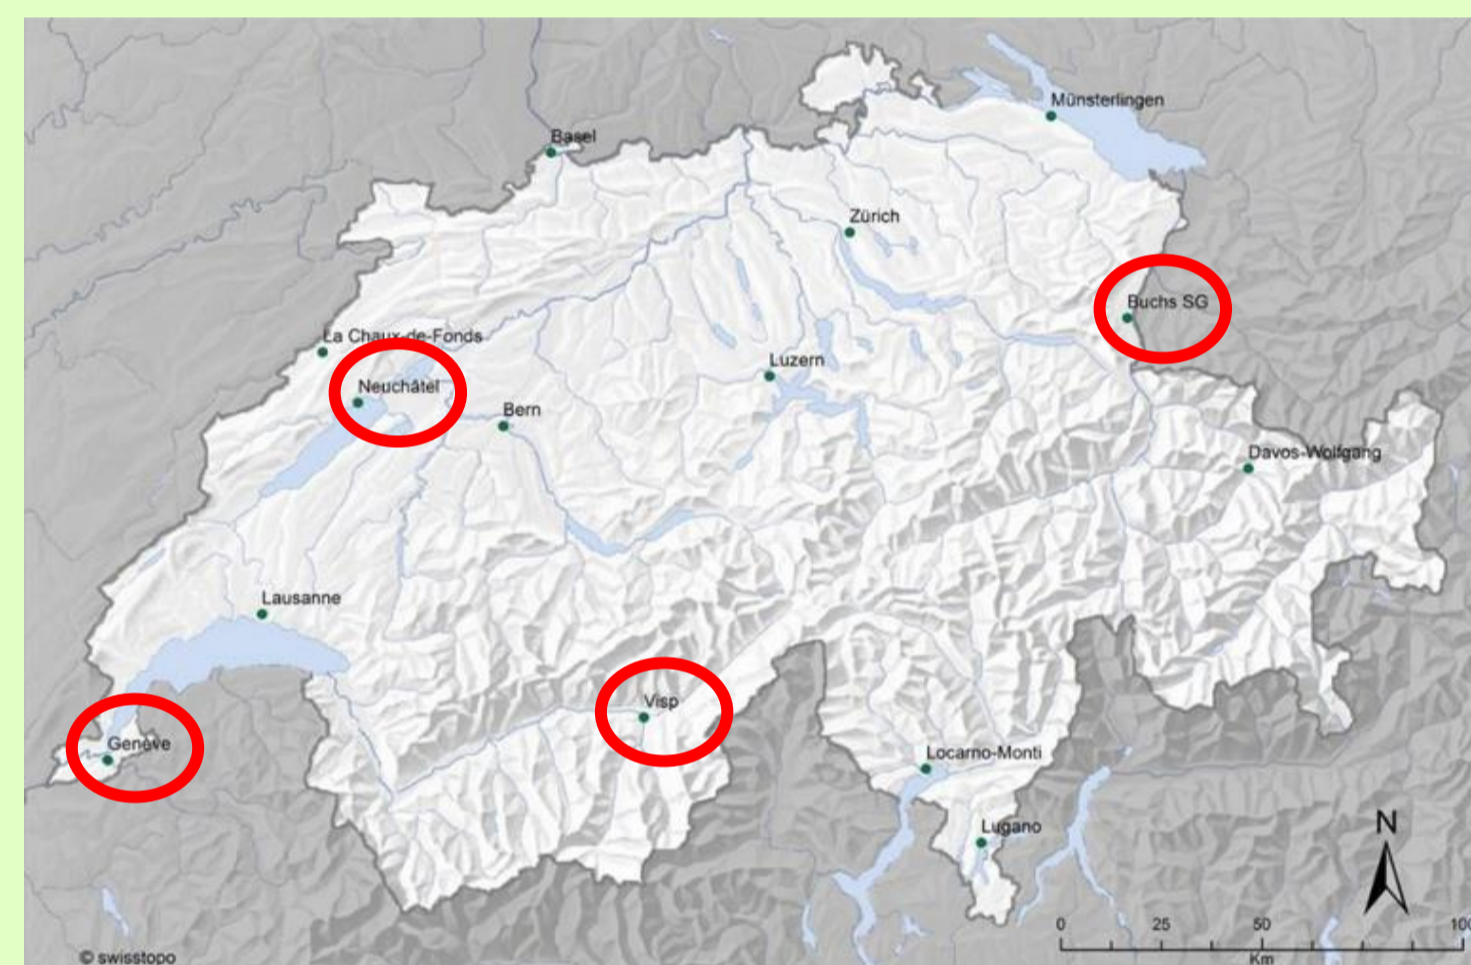 Münsterlingen
Basel
Zürich
Buchs SG
La Chaux-de-Fonds
Luzern
Neuchâtel
Bern
Davos-Wolfgang
Lausanne
Visp
Genève
Locarno-Monti
Lugano
N
0 25 50 100
Km
© swisstopo